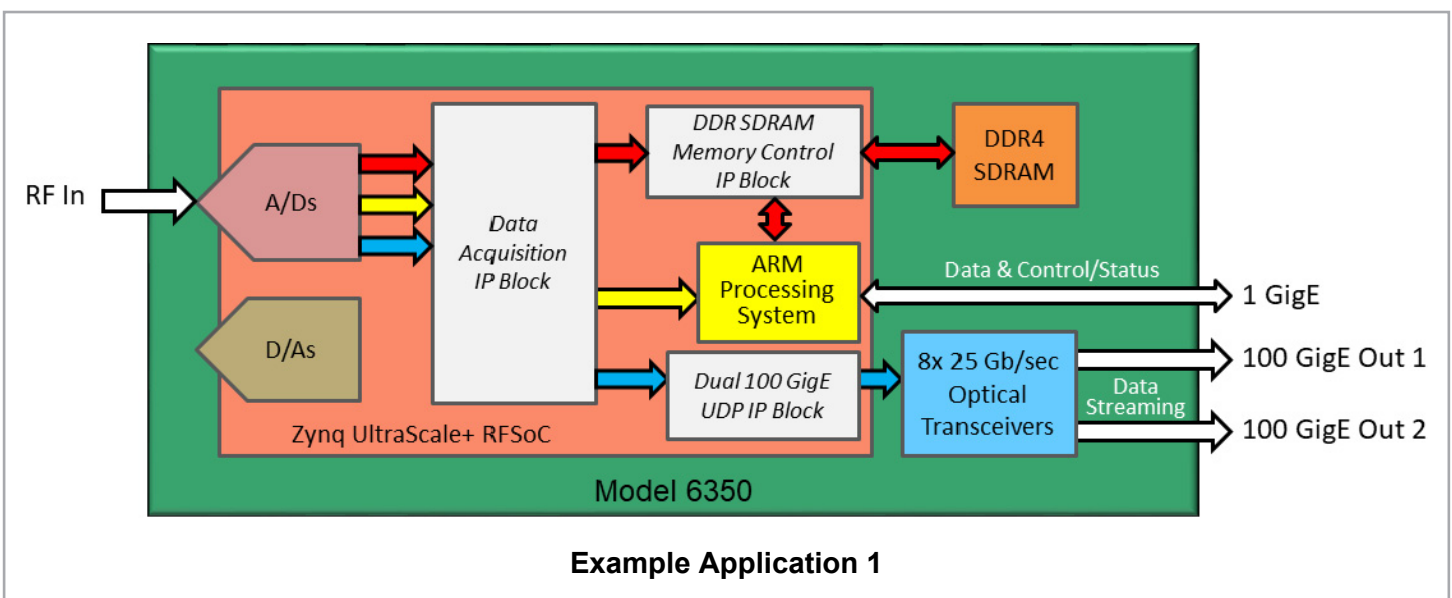 RF In
A/Ds
D/As
Data
Acquisition
IP Block
DDR SDRAM
Memory Control
IP Block
ARM
Processing
System
Dual 100 GigE
UDP IP Block
Zynq UltraScale+ RFSoC
DDR4
SDRAM
Data & Control/Status
1 GigE
8x 25 Gb/sec
Optical
Transceivers
100 GigE Out 1
Data
Streaming
100 GigE Out 2
Model 6350
Example Application 1